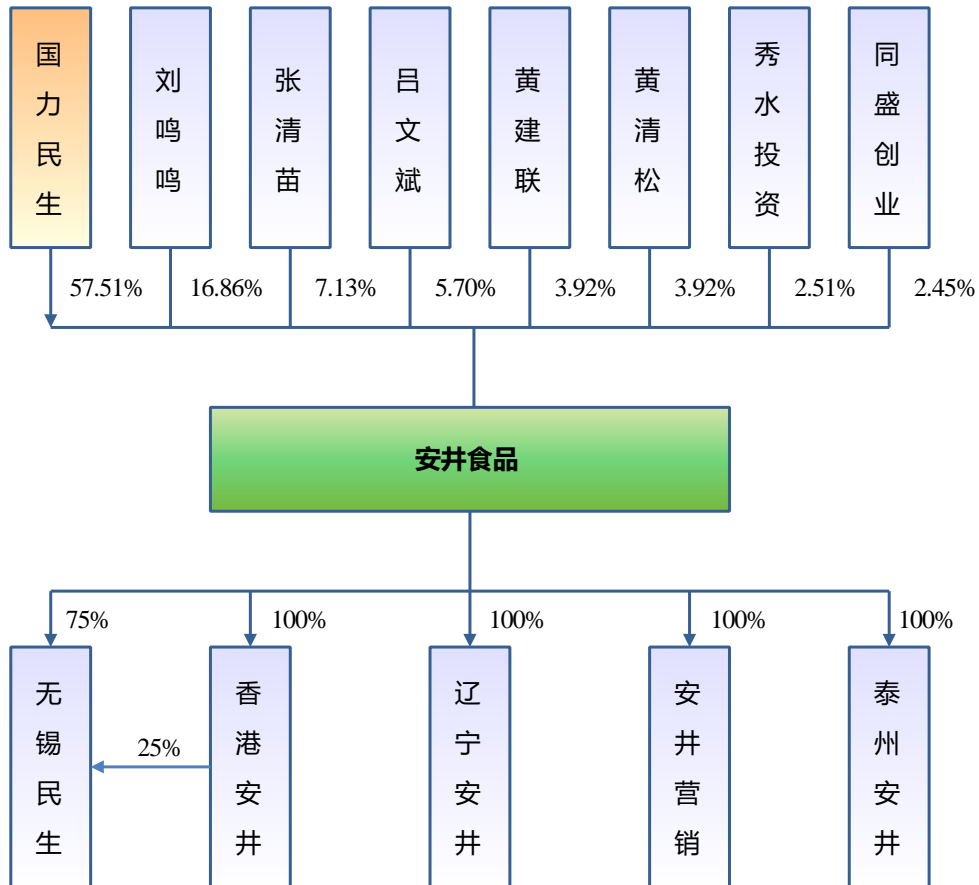 国力民生
刘鸣鸣
张清苗
吕文斌
黄建联
黄清松
秀水投资
同盛创业
57.51%
16.86%
7.13%
5.70%
3.92%
3.92%
2.51%
2.45%
安井食品
75%
100%
100%
100%
100%
无锡民生
25%
香港安井
辽宁安井
安井营销
泰州安井